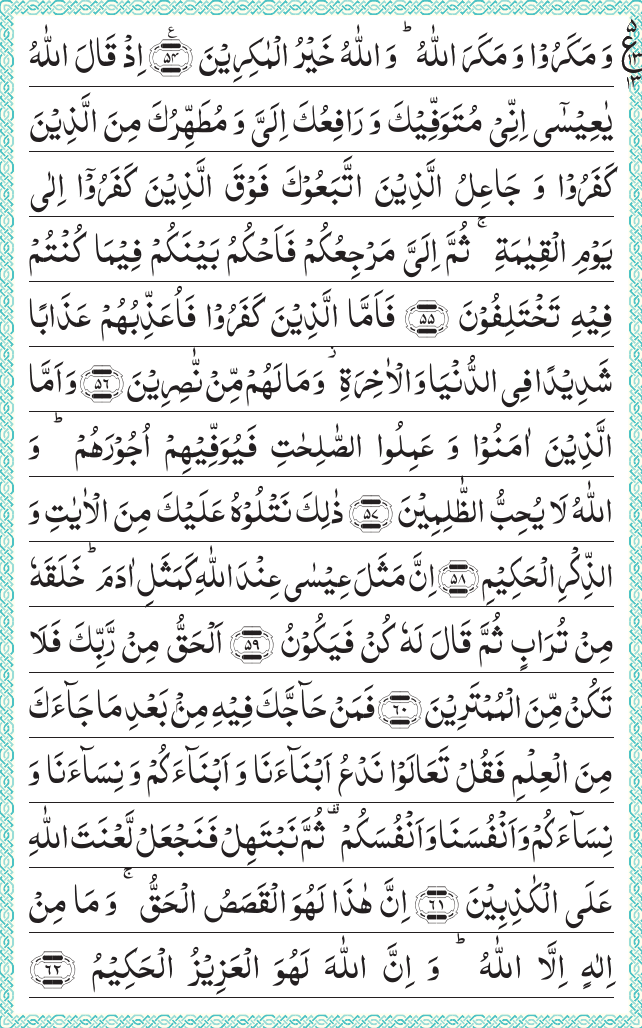 وَ مَكَرُوْا وَ مَكَرَ اللّٰهُ ؕ وَ اللّٰهُ خَیْرُ الْمٰكِرِیْنَ ۝۵۴ اِذْ قَالَ اللّٰهُ
یٰعِیْسٰۤی اِنِّیْ مُتَوَفِّیْكَ وَ رَافِعُكَ اِلَیَّ وَ مُطَهِّرُكَ مِنَ الَّذِیْنَ
كَفَرُوْا وَ جَاعِلُ الَّذِیْنَ اتَّبَعُوْكَ فَوْقَ الَّذِیْنَ كَفَرُوْۤا اِلٰی
یَوْمِ الْقِیٰمَةِ ۚ ثُمَّ اِلَیَّ مَرْجِعُكُمْ فَاَحْكُمُ بَیْنَكُمْ فِیْمَا كُنْتُمْ
فِیْهِ تَخْتَلِفُوْنَ ۝۵۵ فَاَمَّا الَّذِیْنَ كَفَرُوْا فَاُعَذِّبُهُمْ عَذَابًا
شَدِیْدًا فِی الدُّنْیَا وَ الْاٰخِرَةِ ؗ وَ مَا لَهُمْ مِّنْ نّٰصِرِیْنَ ۝۵۶ وَ اَمَّا
الَّذِیْنَ اٰمَنُوْا وَ عَمِلُوا الصّٰلِحٰتِ فَیُوَفِّیْهِمْ اُجُوْرَهُمْ ؕ وَ
اللّٰهُ لَا یُحِبُّ الظّٰلِمِیْنَ ۝۵۷ ذٰلِكَ نَتْلُوْهُ عَلَیْكَ مِنَ الْاٰیٰتِ وَ
الذِّكْرِ الْحَكِیْمِ ۝۵۸ اِنَّ مَثَلَ عِیْسٰی عِنْدَ اللّٰهِ كَمَثَلِ اٰدَمَ ؕ خَلَقَهٗ
مِنْ تُرَابٍ ثُمَّ قَالَ لَهٗ كُنْ فَیَكُوْنُ ۝۵۹ اَلْحَقُّ مِنْ رَّبِّكَ فَلَا
تَكُنْ مِّنَ الْمُمْتَرِیْنَ ۝۶۰ فَمَنْ حَآجَّكَ فِیْهِ مِنْۢ بَعْدِ مَا جَآءَكَ
مِنَ الْعِلْمِ فَقُلْ تَعَالَوْا نَدْعُ اَبْنَآءَنَا وَ اَبْنَآءَكُمْ وَ نِسَآءَنَا وَ
نِسَآءَكُمْ وَ اَنْفُسَنَا وَ اَنْفُسَكُمْ ۫ ثُمَّ نَبْتَهِلْ فَنَجْعَلْ لَّعْنَتَ اللّٰهِ
عَلَی الْكٰذِبِیْنَ ۝۶۱ اِنَّ هٰذَا لَهُوَ الْقَصَصُ الْحَقُّ ۚ وَ مَا مِنْ
اِلٰهٍ اِلَّا اللّٰهُ ؕ وَ اِنَّ اللّٰهَ لَهُوَ الْعَزِیْزُ الْحَكِیْمُ ۝۶۲